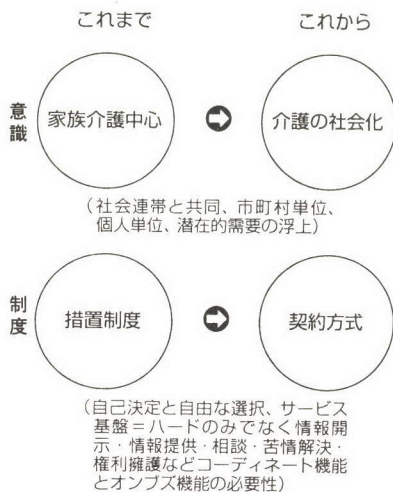 これまで　これから
意識
家族介護中心　介護の社会化
（社会連帯と共同、市町村単位、
個人単位、潜在的需要の浮上）
制度
措置制度　契約方式
（自己決定と自由な選択、サービス
基盤＝ハードのみでなく情報開
示・情報提供・相談・苦情解決・
権利擁護などコーディネート機能
とオンブズ機能の必要性）